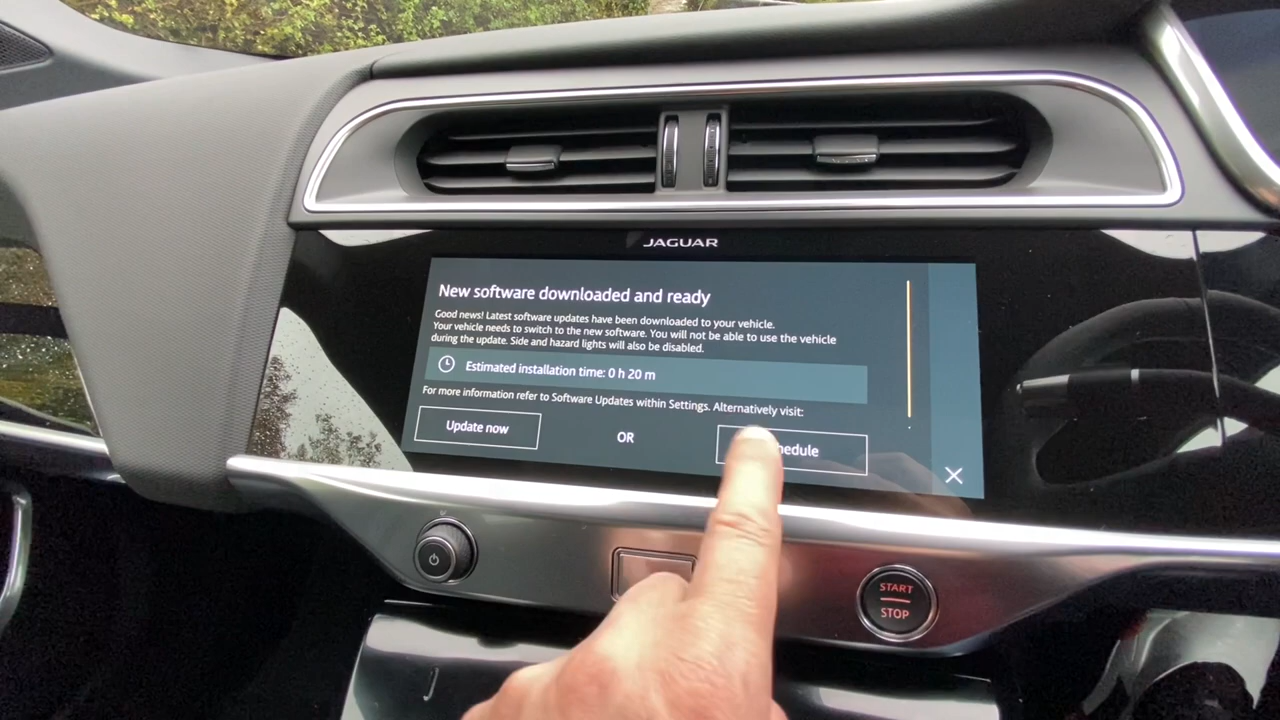 JAGUAR
New software downloaded and ready
Good news! Latest software updates have been downloaded to your vehicle.
Your vehicle needs to switch to the new software. You will not be able to use the vehicle
during the update. Side and hazard lights will also be disabled.
Estimated installation time: 0 h 20 m
For more information refer to Software Updates within Settings. Alternatively visit:
Update now
OR
hedule
START
STOP